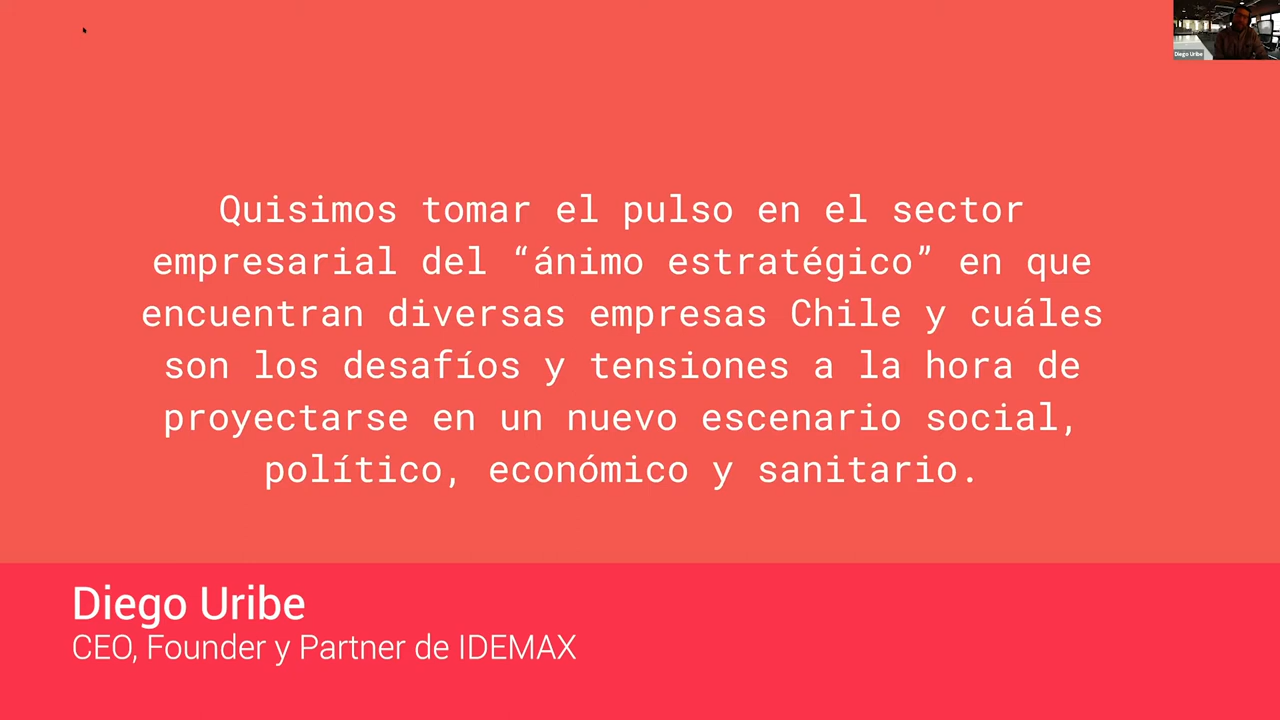 Diego Uribe
Quisimos tomar el pulso en el sector
empresarial del “ánimo estratégico” en que
encuentran diversas empresas Chile y cuáles
son los desafíos y tensiones a la hora de
proyectarse en un nuevo escenario social,
político, económico y sanitario.
Diego Uribe
CEO, Founder y Partner de IDEMAX